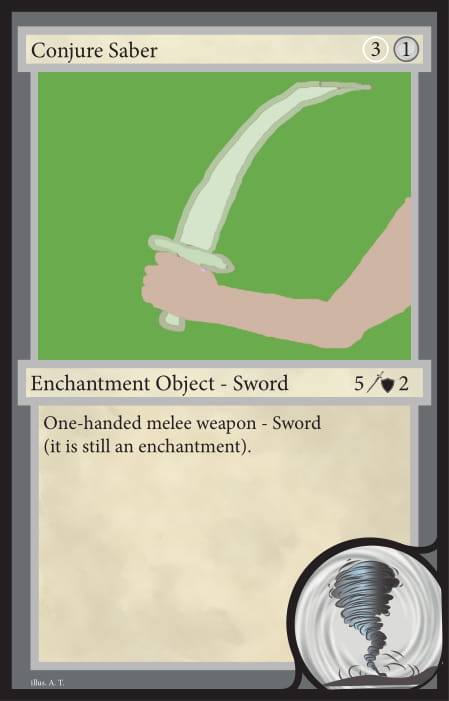 Conjure Saber 3 1
Enchantment Object - Sword 5 / 2
One-handed melee weapon - Sword
(it is still an enchantment).
illus. A. T.